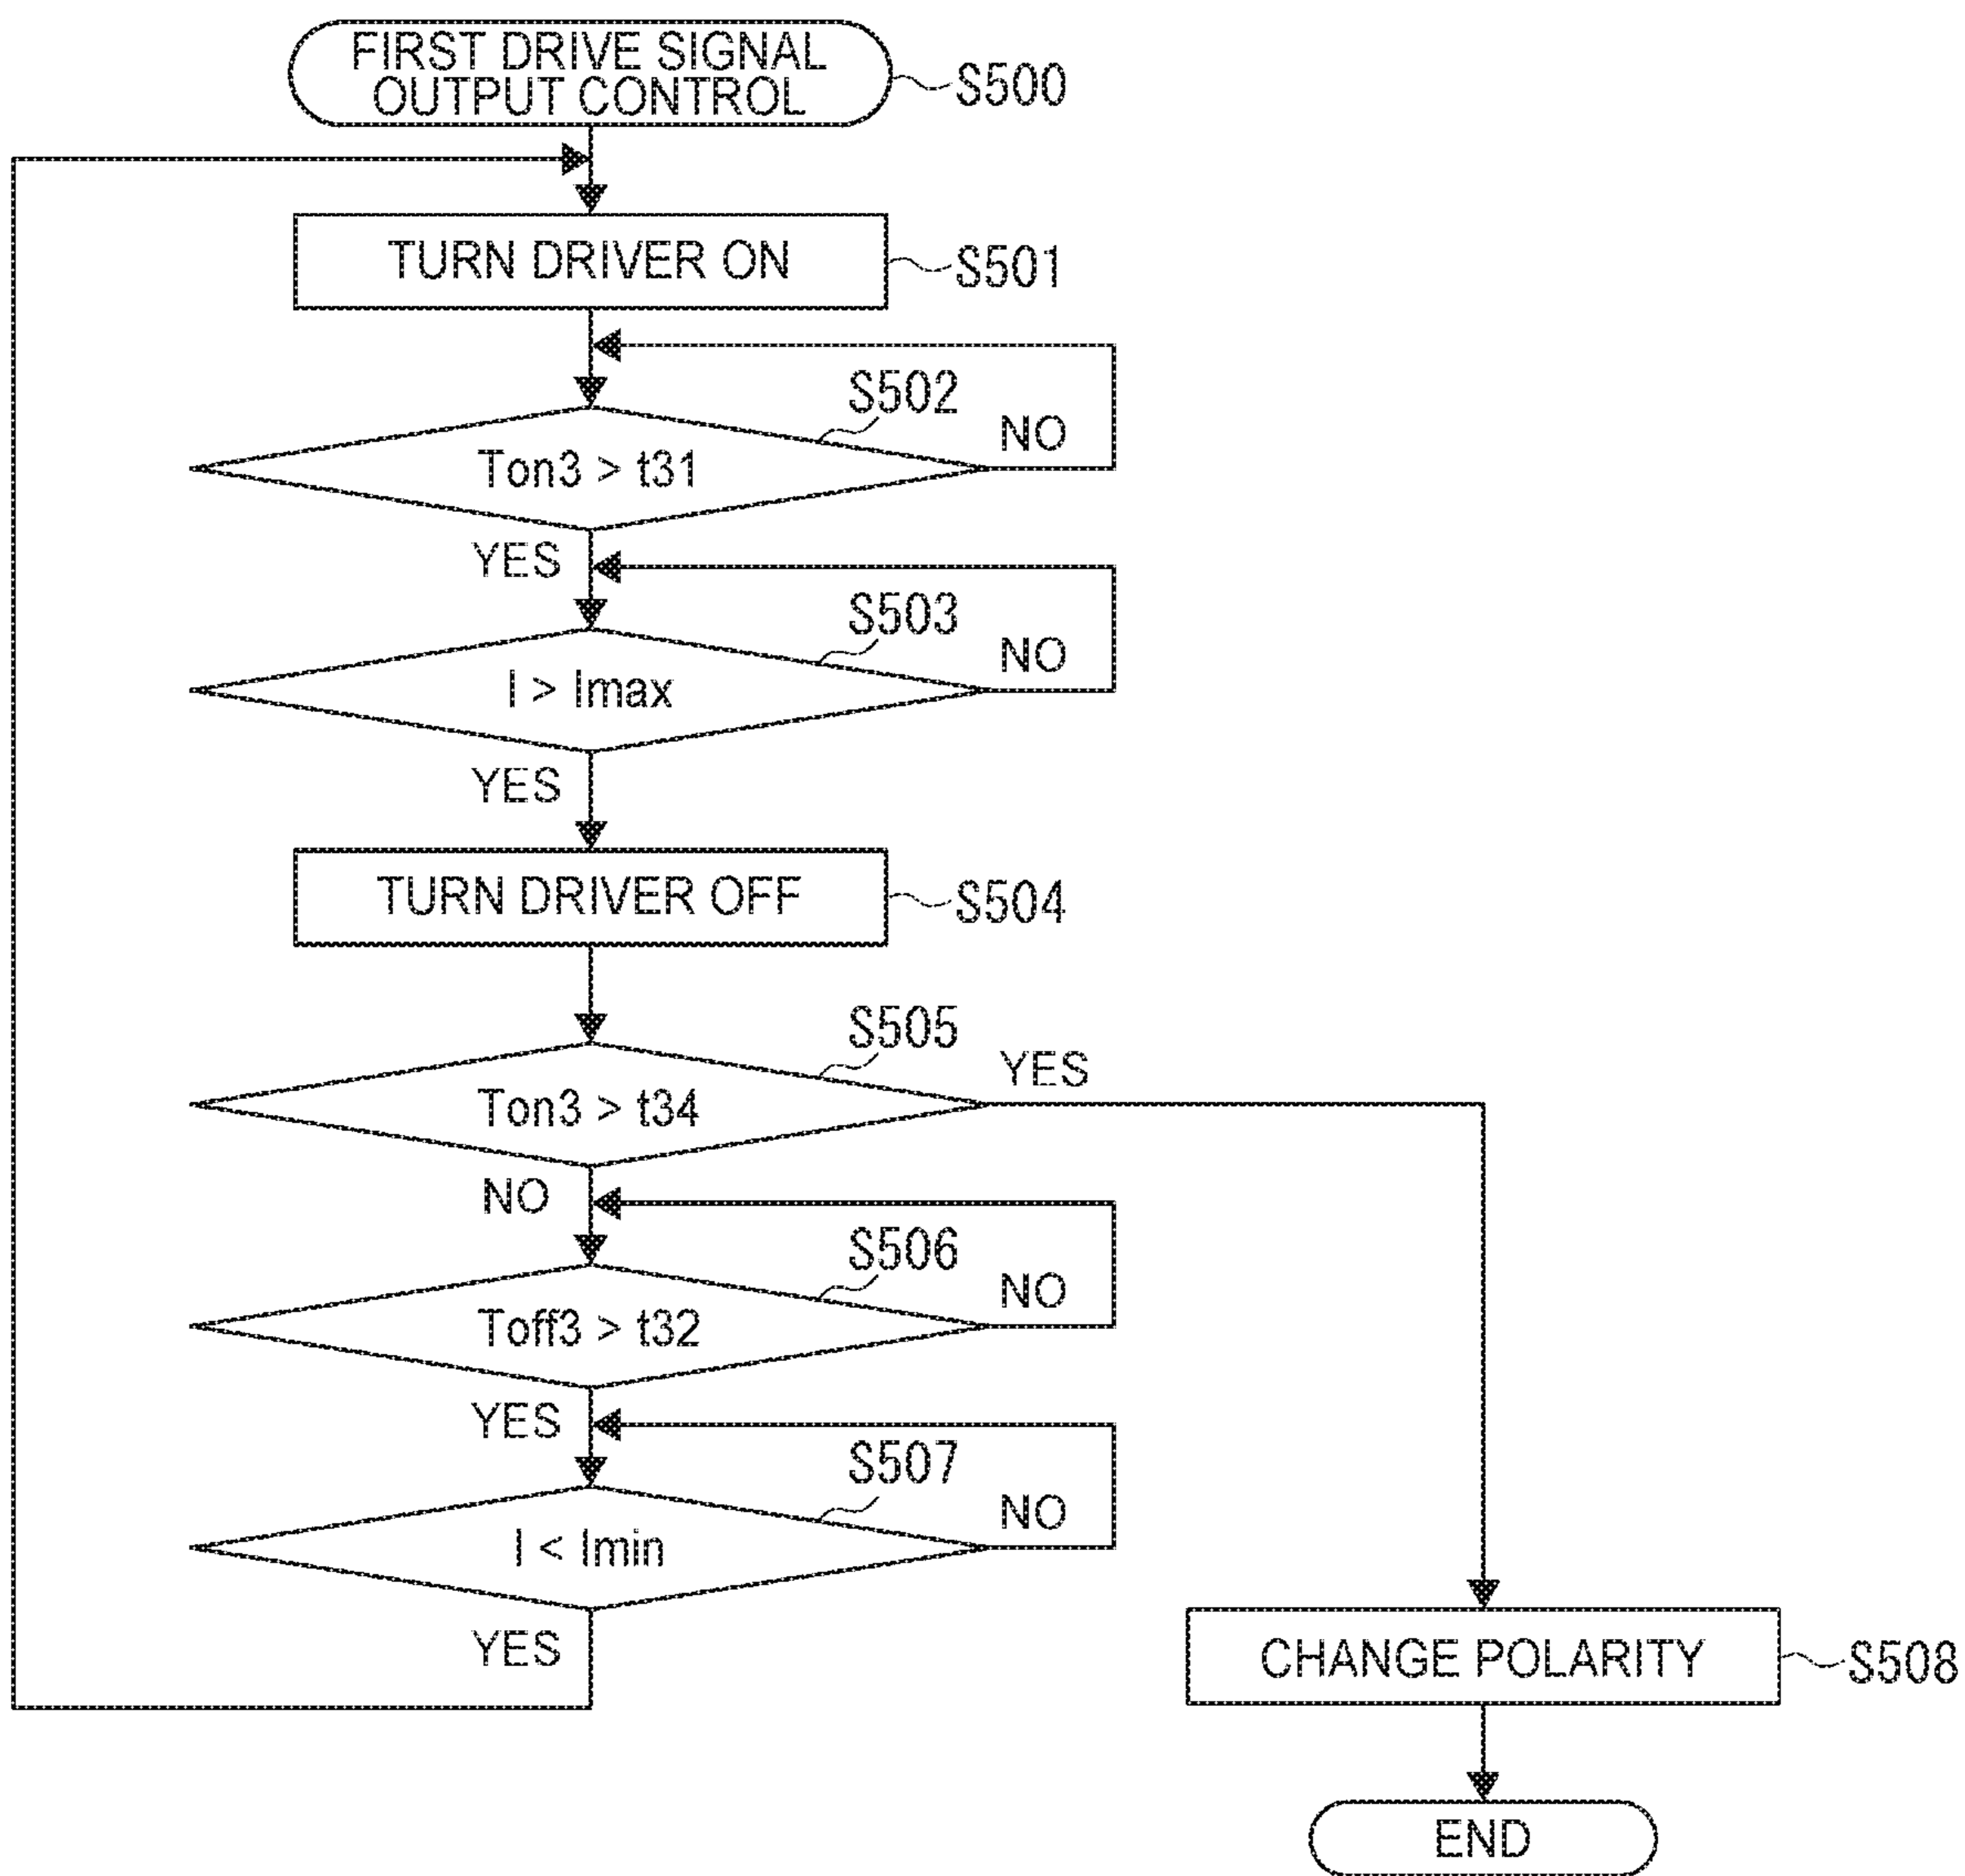 FIRST DRIVE SIGNAL
OUTPUT CONTROL
S500
TURN DRIVER ON
S501
S502
Ton3 > t31
NO
YES
S503
I > Imax
NO
YES
TURN DRIVER OFF
S504
S505
Ton3 > t34
YES
NO
S506
Toff3 > t32
NO
YES
S507
I < Imin
NO
YES
CHANGE POLARITY
S508
END